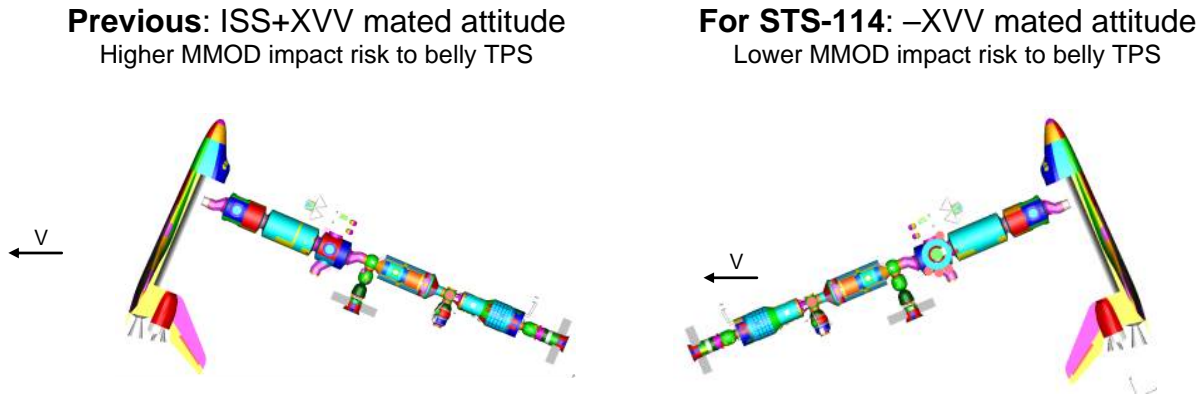 Previous: ISS+XVV mated attitude
Higher MMOD impact risk to belly TPS
For STS-114: –XVV mated attitude
Lower MMOD impact risk to belly TPS
V
V